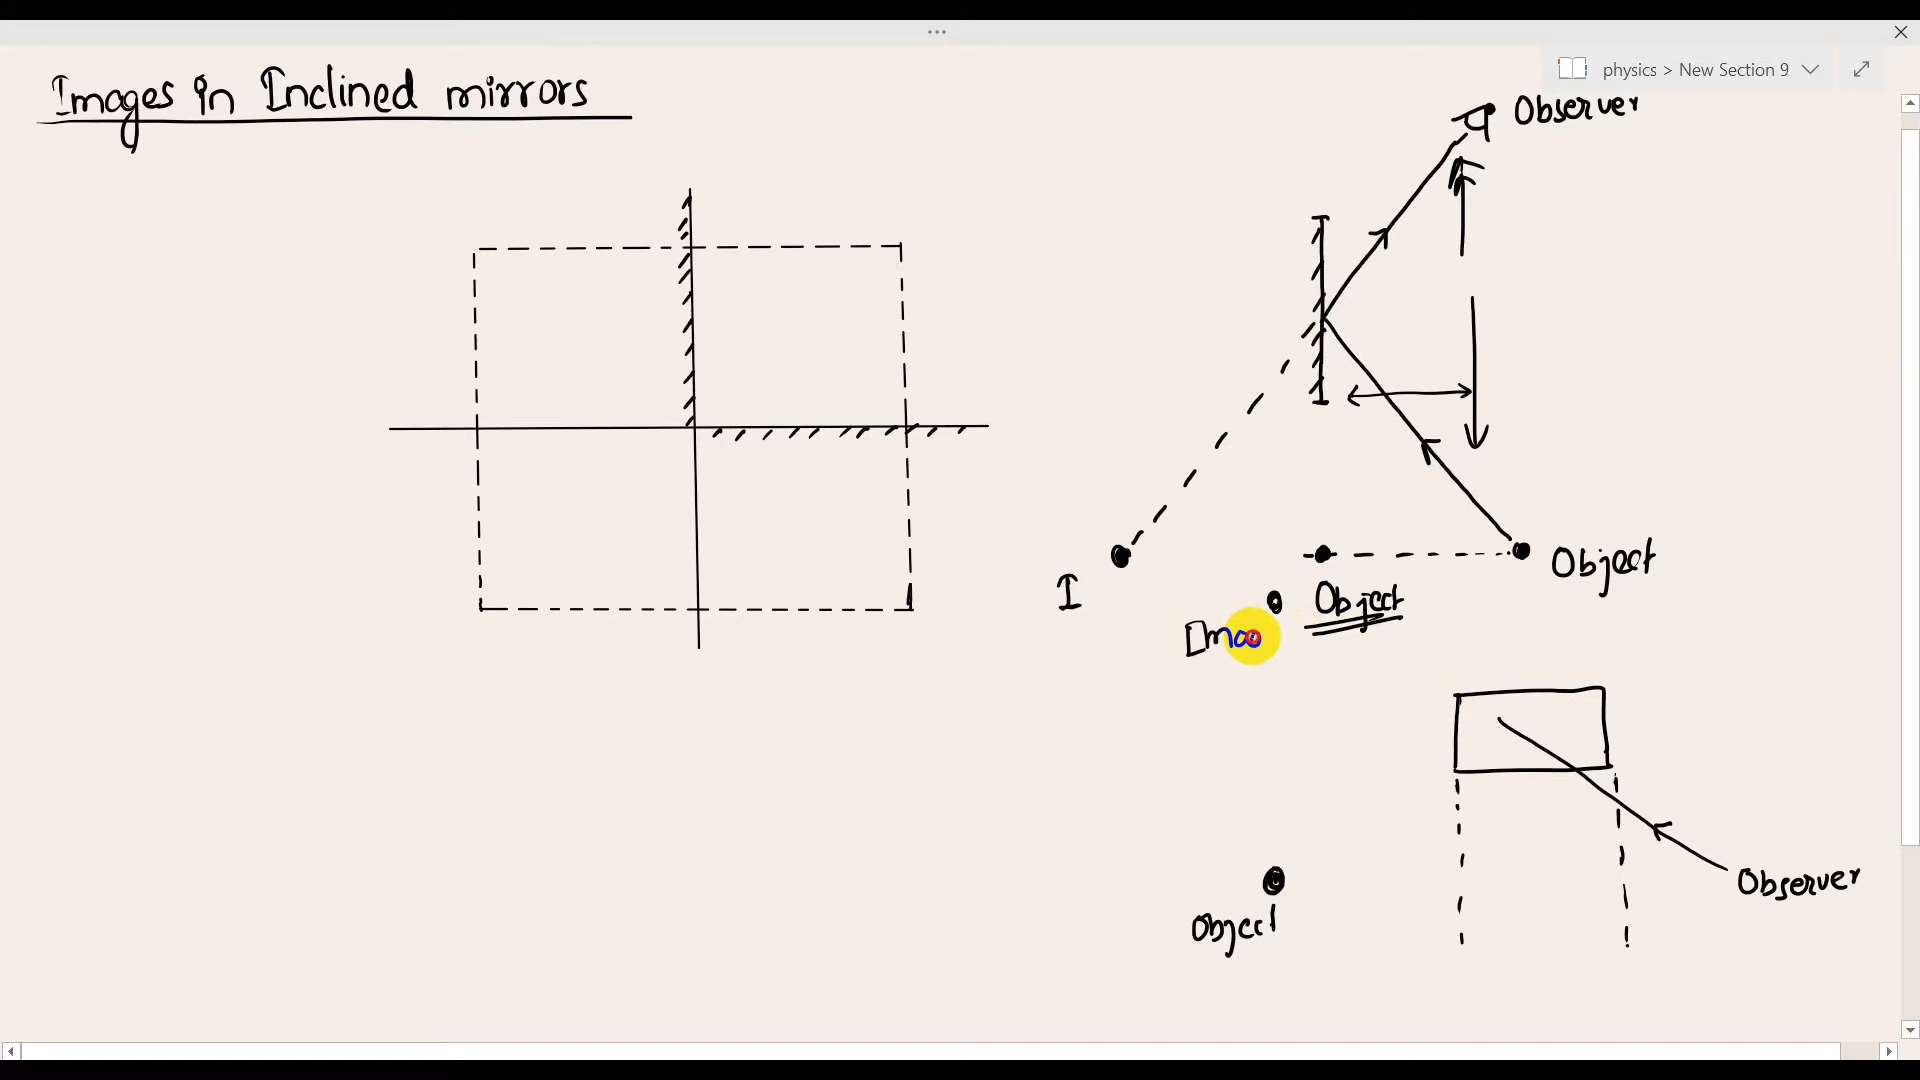 Images in Inclined mirrors
physics > New Section 9
Observer
Object
I
Object
Observer
Object